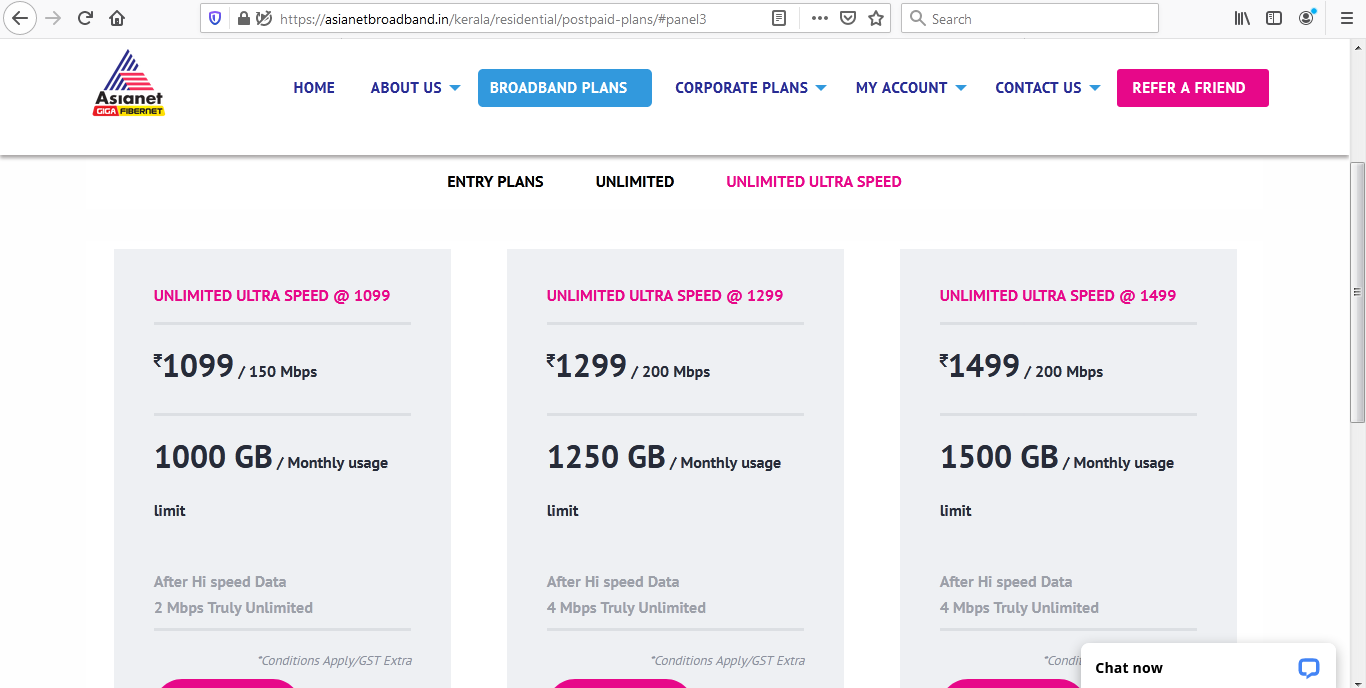 https://asianetbroadband.in/kerala/residential/postpaid-plans/#panel3
Search
Asianet
GIGA FIBERNET
HOME
ABOUT US
BROADBAND PLANS
CORPORATE PLANS
MY ACCOUNT
CONTACT US
REFER A FRIEND
ENTRY PLANS
UNLIMITED
UNLIMITED ULTRA SPEED
UNLIMITED ULTRA SPEED @ 1099
₹1099 / 150 Mbps
1000 GB / Monthly usage
limit
After Hi speed Data
2 Mbps Truly Unlimited
*Conditions Apply/GST Extra
UNLIMITED ULTRA SPEED @ 1299
₹1299 / 200 Mbps
1250 GB / Monthly usage
limit
After Hi speed Data
4 Mbps Truly Unlimited
*Conditions Apply/GST Extra
UNLIMITED ULTRA SPEED @ 1499
₹1499 / 200 Mbps
1500 GB / Monthly usage
limit
After Hi speed Data
4 Mbps Truly Unlimited
Chat now